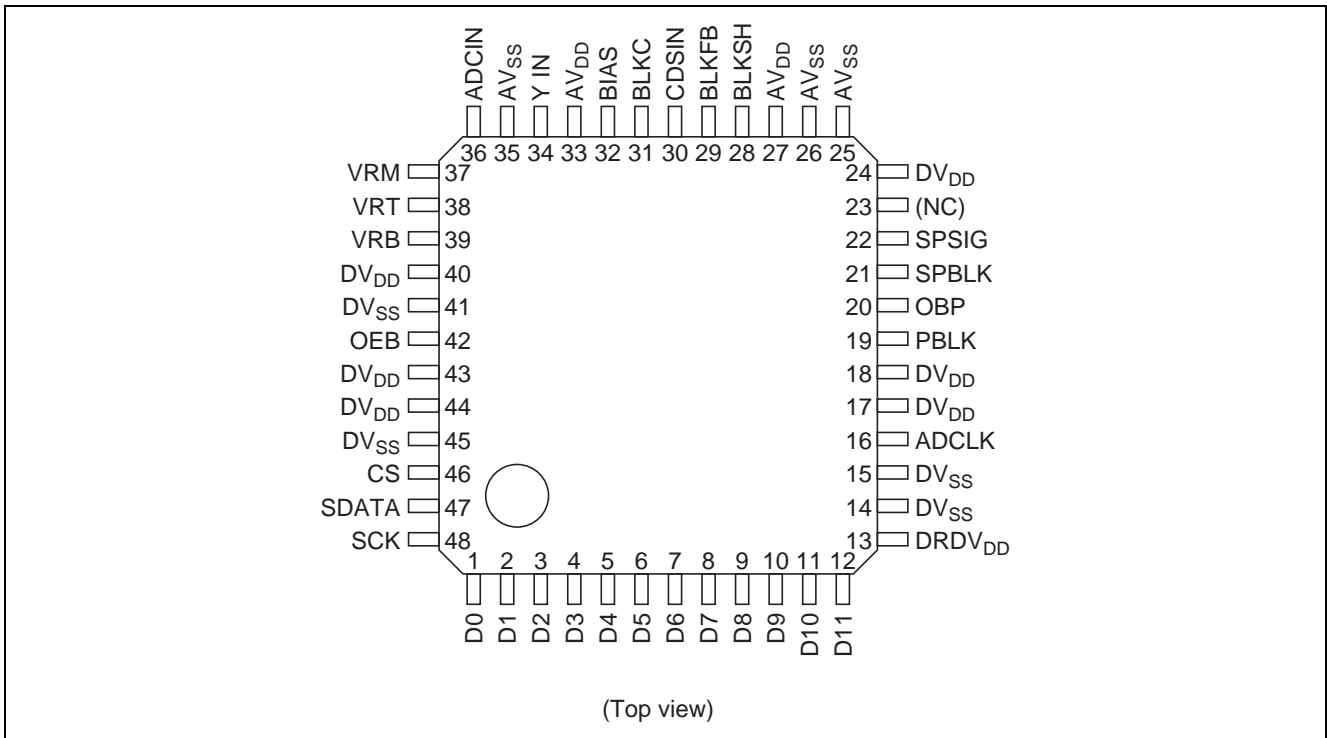 ADCIN AVSS Y IN AVDD BIAS BLKC CDSIN BLKFB BLKSH AVDD AVSS AVSS
36 35 34 33 32 31 30 29 28 27 26 25
VRM 37 24 DVDD
VRT 38 23 (NC)
VRB 39 22 SPSIG
DVDD 40 21 SPBLK
DVSS 41 20 OBP
OEB 42 19 PBLK
DVDD 43 18 DVDD
DVDD 44 17 DVDD
DVSS 45 16 ADCLK
CS 46 15 DVSS
SDATA 47 14 DVSS
SCK 48 13 DRDVDD
1 2 3 4 5 6 7 8 9 10 11 12
D0 D1 D2 D3 D4 D5 D6 D7 D8 D9 D10 D11
(Top view)